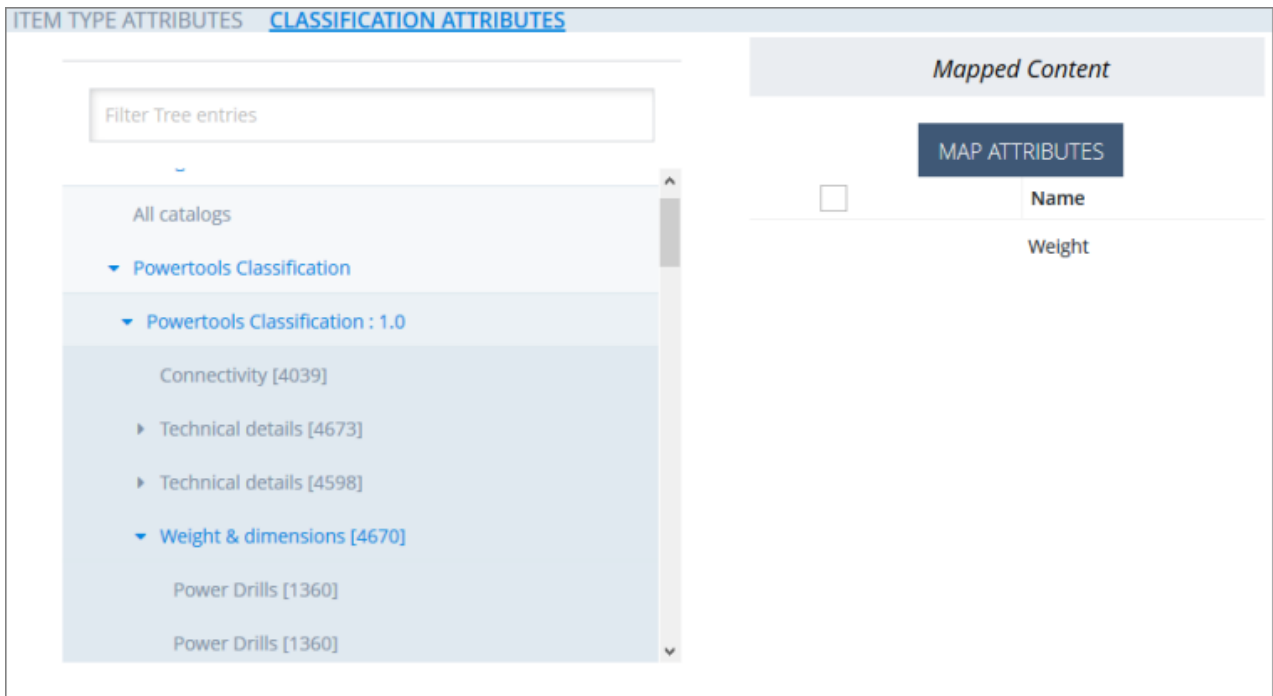 ITEM TYPE ATTRIBUTES CLASSIFICATION ATTRIBUTES
Filter Tree entries
All catalogs
Powertools Classification
Powertools Classification : 1.0
Connectivity [4039]
Technical details [4673]
Technical details [4598]
Weight & dimensions [4670]
Power Drills [1360]
Power Drills [1360]
Mapped Content
MAP ATTRIBUTES
Name
Weight